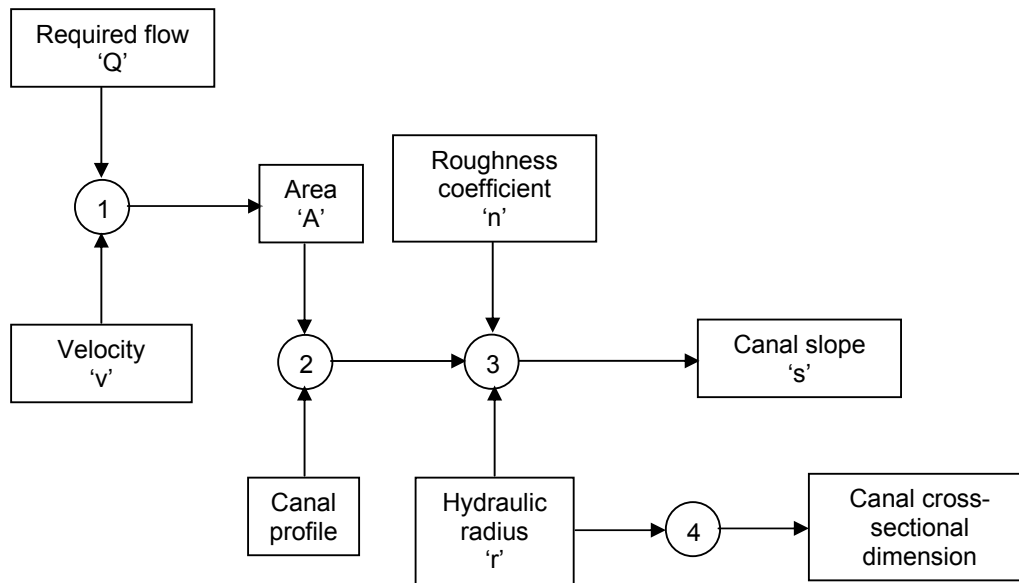 Required flow
‘Q’
Roughness
coefficient
‘n’
Area
‘A’
1
Velocity
‘v’
2
3
Canal slope
‘s’
Canal
profile
Hydraulic
radius
‘r’
4
Canal cross-
sectional
dimension